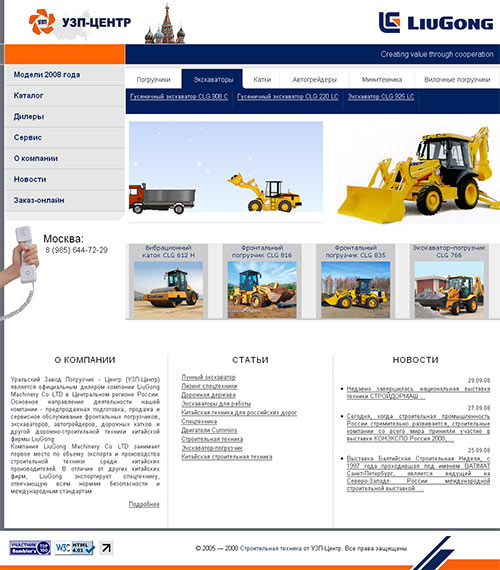 УЗП
УЗП-ЦЕНТР
LIUGONG
Creating value through cooperation
Модели 2008 года
Каталог
Дилеры
Сервис
О компании
Новости
Заказ-онлайн
Погрузчики
Экскаваторы
Катки
Автогрейдеры
Минитехника
Вилочные погрузчики
Гусеничный экскаватор CLG 908 C
Гусеничный экскаватор CLG 220 LC
Экскаватор CLG 925 LC
Москва:
8 (985) 644-72-29
Вибрационный
каток CLG 612 H
Фронтальный
погрузчик CLG 816
Фронтальный
погрузчик CLG 835
Экскаватор-погрузчик
CLG 766
О КОМПАНИИ
Уральский Завод Погрузчик - Центр (УЗП-Центр)
является официальным дилером компании LiuGong
Machinery Co LTD в Центральном регионе России.
Основное направление деятельности нашей
компании - предпродажная подготовка, продажа и
сервисное обслуживание фронтальных погрузчиков,
экскаваторов, автогрейдеров, дорожных катков и
другой дорожно-строительной техники китайской
фирмы LiuGong
Компания LiuGong Machinery Co LTD занимает
первое место по объему экспорта и производства
строительной техники среди китайских
производителей. В отличие от других китайских
фирм, LiuGong экспортирует спецтехнику,
отвечающую всем нормам безопасности и
международным стандартам
Подробнее
СТАТЬИ
Лунный экскаватор
Лизинг спецтехники
Дорожная держава
Экскаваторы для работы
Китайская техника для российских дорог
Спецтехника
Двигатели Cummins
Строительная техника
Экскаватор-погрузчик
Китайская строительная техника
НОВОСТИ
29.09.08
Недавно завершилась национальная выставка
техники СТРОЙДОРМАШ ...
27.09.08
Сегодня, когда строительная промышленность
России стремительно развивается, строительные
компании со всего мира приняли участие в
выставке КОНЭКСПО Россия 2008,...
25.09.08
Выставка Балтийская Строительная Неделя, с
1997 года проходившая под именем BATIMAT
Санкт-Петербург, является ведущей на
Северо-Западе России международной
строительной выставкой ...
УЧАСТНИК
Rambler's
TOP 100
W3C HTML 4.01
© 2005 — 2008 Строительная техника от УЗП-Центр. Все права защищены.